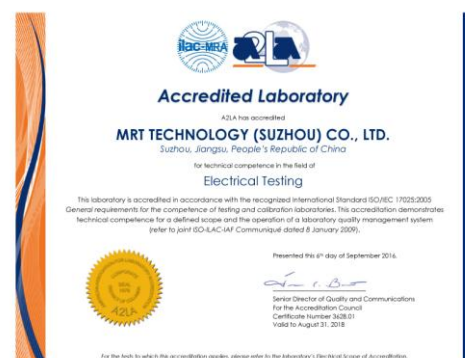 ilac-MRA
A2LA
Accredited Laboratory
A2LA has accredited
MRT TECHNOLOGY (SUZHOU) CO., LTD.
Suzhou, Jiangsu, People's Republic of China
for technical competence in the field of
Electrical Testing
This laboratory is accredited in accordance with the recognized International Standard ISO/IEC 17025:2005
General requirements for the competence of testing and calibration laboratories. This accreditation demonstrates
technical competence for a defined scope and the operation of a laboratory quality management system
(refer to joint ISO-ILAC-IAF Communiqué dated 8 January 2009).
Presented this 6th day of September 2016.
Senior Director of Quality and Communications
For the Accreditation Council
Certificate Number 3628.01
Valid to August 31, 2018
A2LA
For the tests to which this accreditation applies, please refer to the laboratory's Electrical Scope of Accreditation.